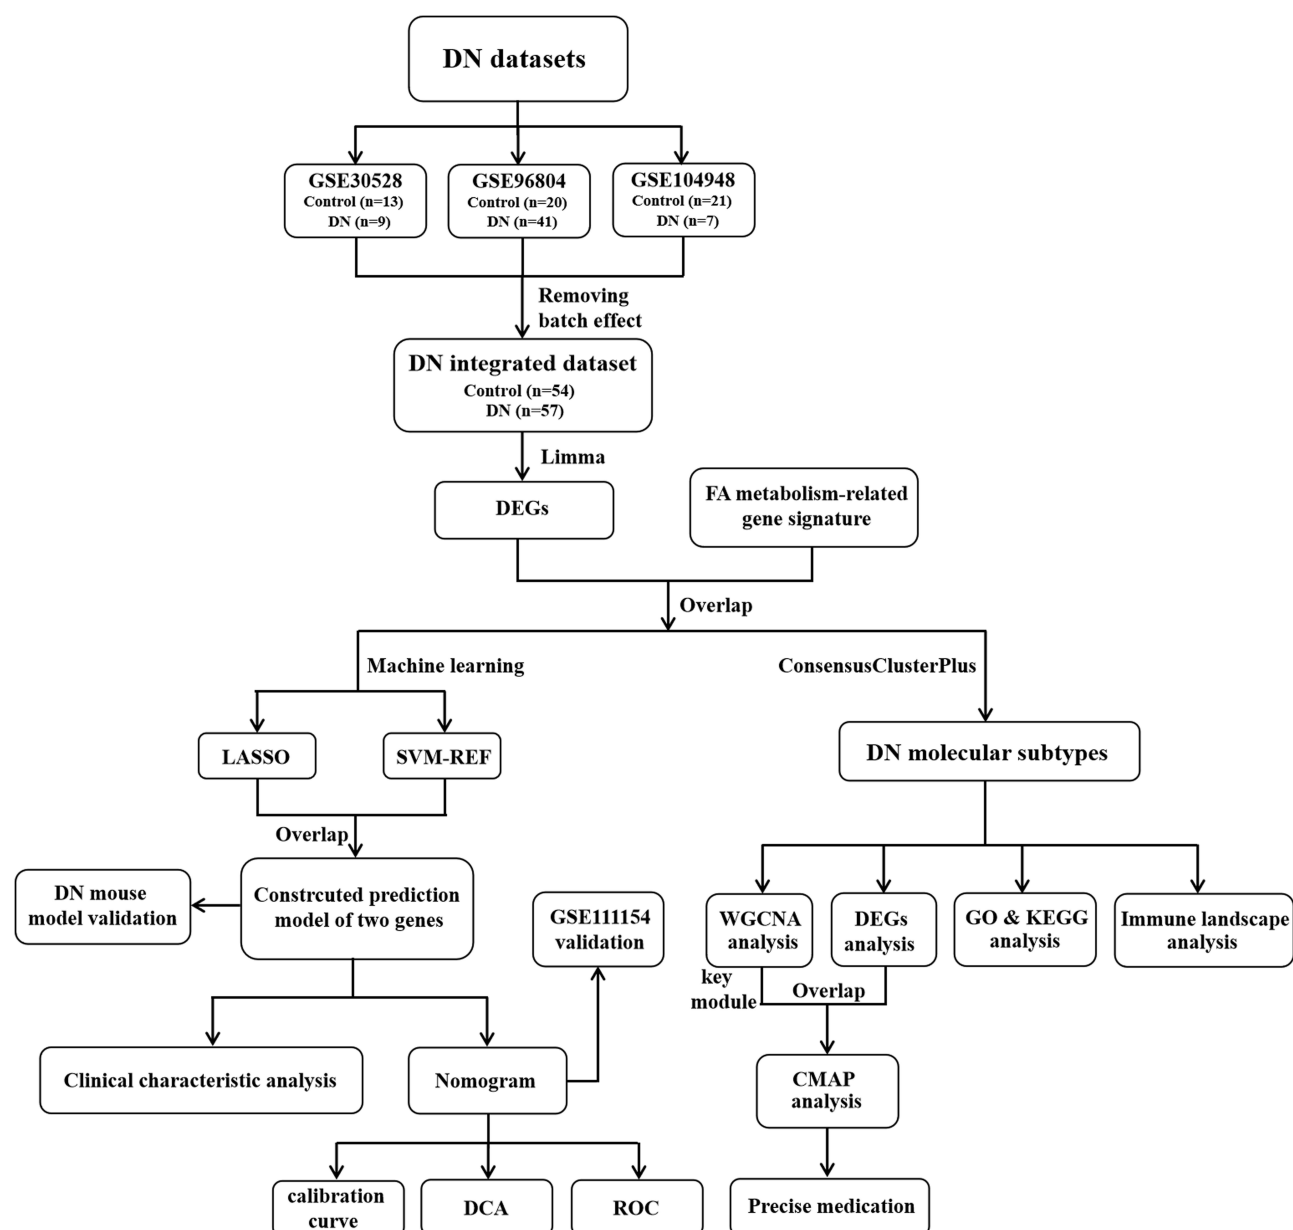 DN datasets
GSE30528
Control (n=13)
DN (n=9)
GSE96804
Control (n=20)
DN (n=41)
GSE104948
Control (n=21)
DN (n=7)
Removing
batch effect
DN integrated dataset
Control (n=54)
DN (n=57)
Limma
DEGs
FA metabolism-related
gene signature
Overlap
Machine learning
ConsensusClusterPlus
LASSO
SVM-REF
DN molecular subtypes
Overlap
DN mouse
model validation
Constrcuted prediction
model of two genes
GSE111154
validation
WGCNA
analysis
DEGs
analysis
GO & KEGG
analysis
Immune landscape
analysis
key
module
Overlap
Clinical characteristic analysis
Nomogram
CMAP
analysis
calibration
curve
DCA
ROC
Precise medication